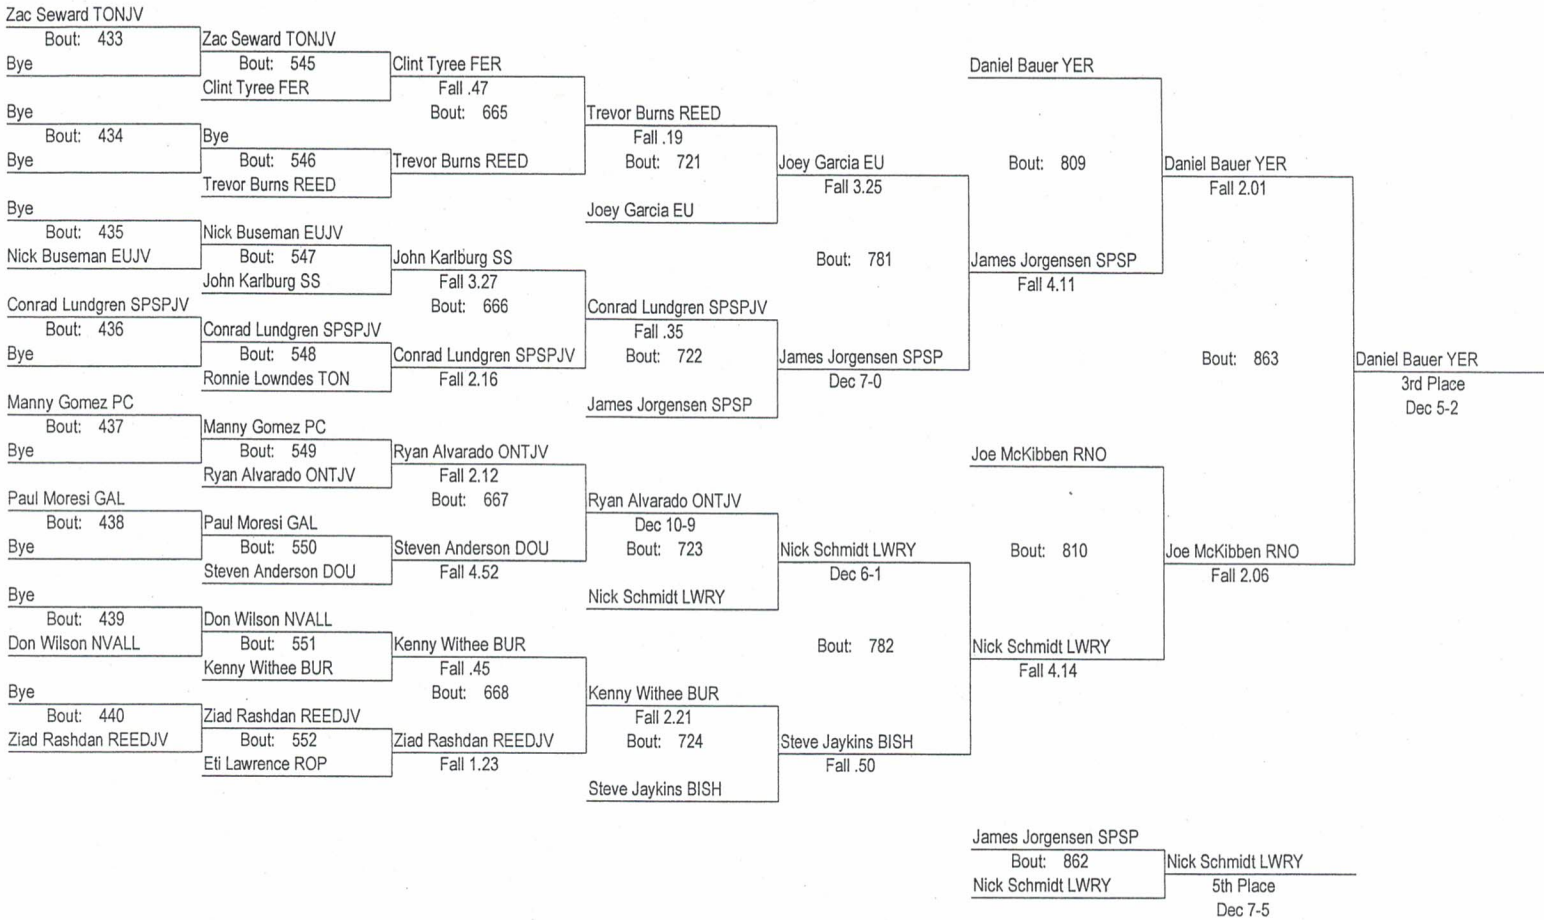 Zac Seward TONJV
Bout: 433
Bye
Bye
Bout: 434
Bye
Bye
Bout: 435
Nick Buseman EUJV
Conrad Lundgren SPSPJV
Bout: 436
Bye
Manny Gomez PC
Bout: 437
Bye
Paul Moresi GAL
Bout: 438
Bye
Bye
Bout: 439
Don Wilson NVALL
Bye
Bout: 440
Ziad Rashdan REEDJV
Zac Seward TONJV
Bout: 545
Clint Tyree FER
Bye
Bout: 546
Trevor Burns REED
Nick Buseman EUJV
Bout: 547
John Karlburg SS
Conrad Lundgren SPSPJV
Bout: 548
Ronnie Lowndes TON
Manny Gomez PC
Bout: 549
Ryan Alvarado ONTJV
Paul Moresi GAL
Bout: 550
Steven Anderson DOU
Don Wilson NVALL
Bout: 551
Kenny Withee BUR
Ziad Rashdan REEDJV
Bout: 552
Eti Lawrence ROP
Clint Tyree FER
Fall .47
Bout: 665
Trevor Burns REED
John Karlburg SS
Fall 3.27
Bout: 666
Conrad Lundgren SPSPJV
Fall 2.16
Ryan Alvarado ONTJV
Fall 2.12
Bout: 667
Steven Anderson DOU
Fall 4.52
Kenny Withee BUR
Fall .45
Bout: 668
Ziad Rashdan REEDJV
Fall 1.23
Trevor Burns REED
Fall .19
Bout: 721
Joey Garcia EU
Conrad Lundgren SPSPJV
Fall .35
Bout: 722
James Jorgensen SPSP
Ryan Alvarado ONTJV
Dec 10-9
Bout: 723
Nick Schmidt LWRY
Kenny Withee BUR
Fall 2.21
Bout: 724
Steve Jaykins BISH
Joey Garcia EU
Fall 3.25
Bout: 781
James Jorgensen SPSP
Dec 7-0
Nick Schmidt LWRY
Dec 6-1
Bout: 782
Steve Jaykins BISH
Fall .50
Daniel Bauer YER
Bout: 809
James Jorgensen SPSP
Fall 4.11
Joe McKibben RNO
Bout: 810
Nick Schmidt LWRY
Fall 4.14
Daniel Bauer YER
Fall 2.01
Bout: 863
Joe McKibben RNO
Fall 2.06
Daniel Bauer YER
3rd Place
Dec 5-2
James Jorgensen SPSP
Bout: 862
Nick Schmidt LWRY
Nick Schmidt LWRY
5th Place
Dec 7-5